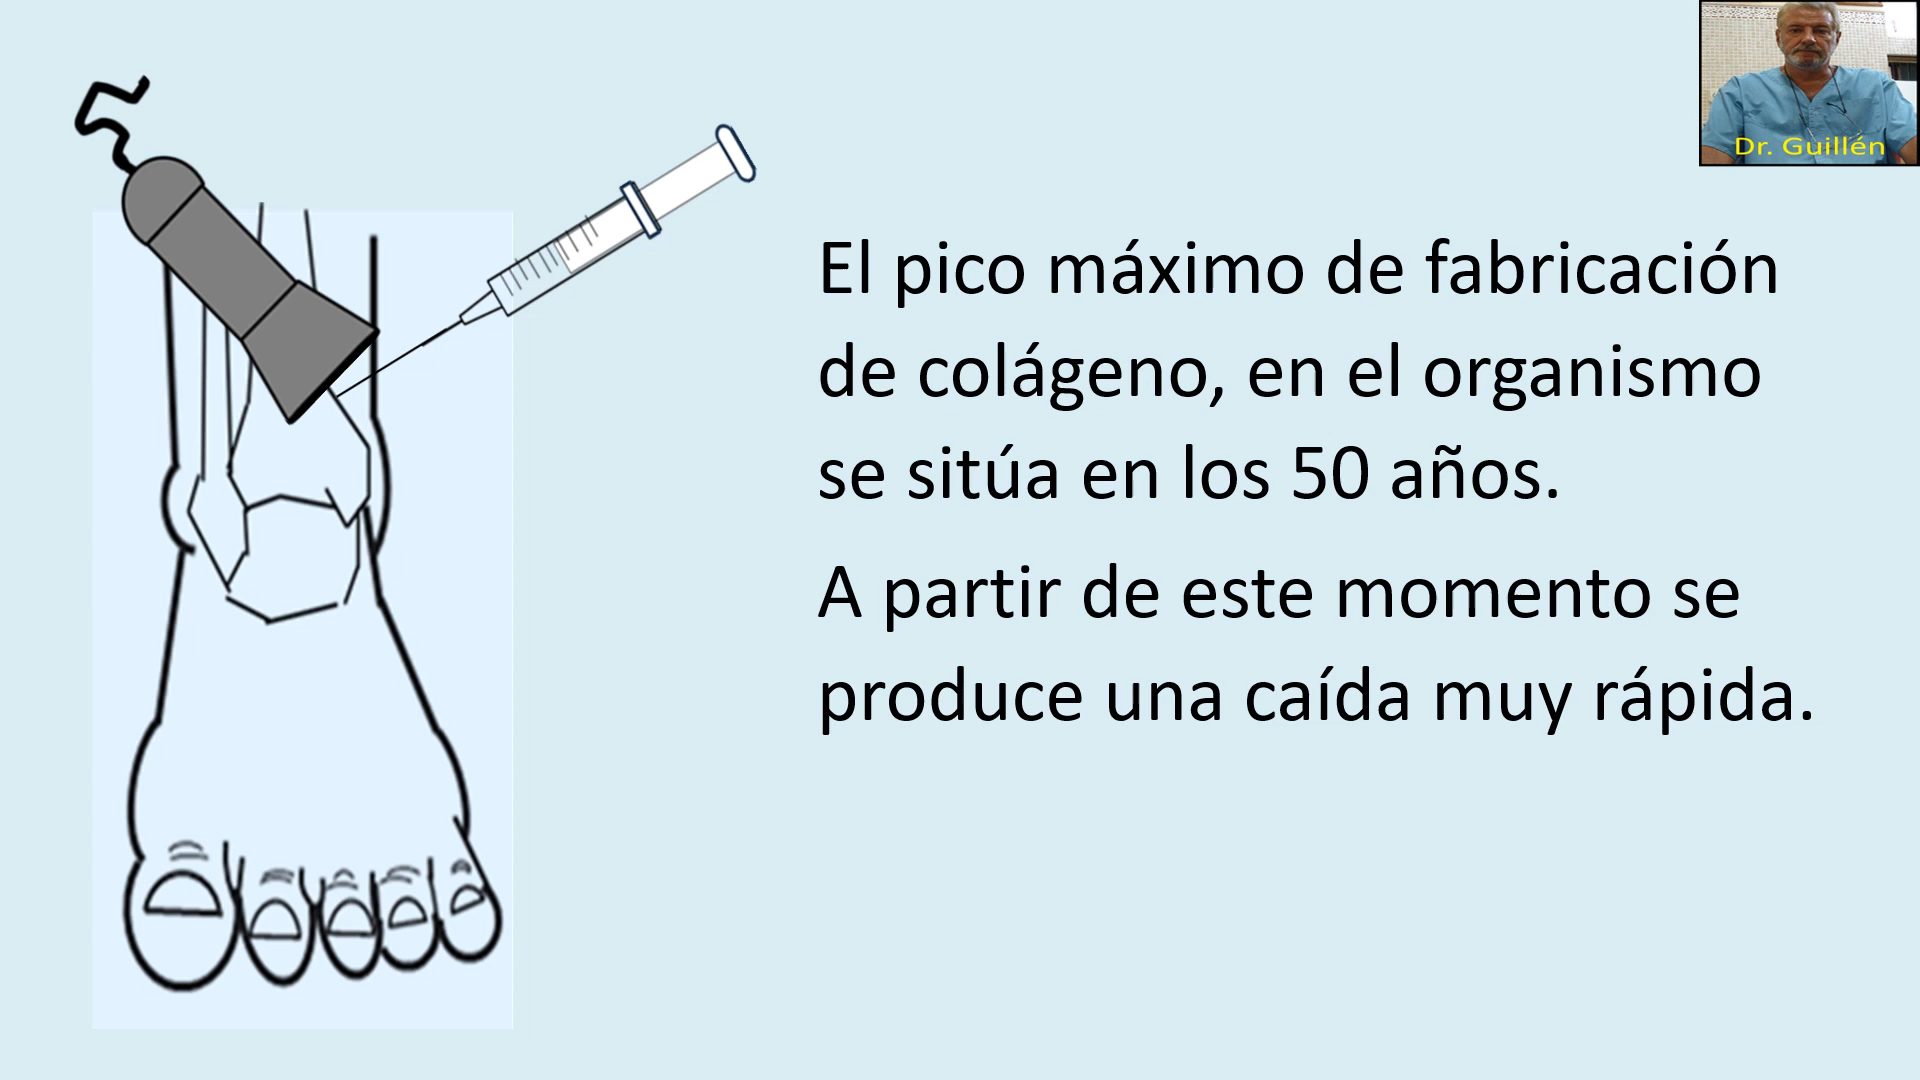 Dr. Guillén
El pico máximo de fabricación
de colágeno, en el organismo
se sitúa en los 50 años.
A partir de este momento se
produce una caída muy rápida.